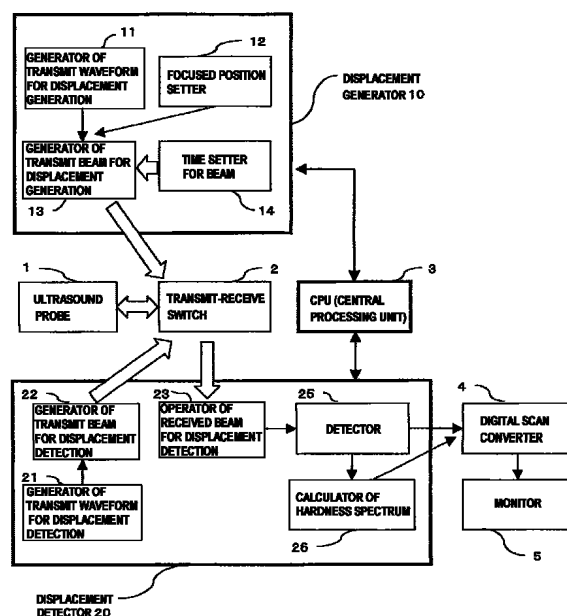 11
12
GENERATOR OF
TRANSMIT WAVEFORM
FOR DISPLACEMENT
GENERATION
FOCUSED POSITION
SETTER
DISPLACEMENT
GENERATOR 10
GENERATOR OF
TRANSMIT BEAM FOR
DISPLACEMENT
GENERATION
TIME SETTER
FOR BEAM
13
14
1
2
3
ULTRASOUND
PROBE
TRANSMIT-RECEIVE
SWITCH
CPU (CENTRAL
PROCESSING UNIT)
22
23
25
4
GENERATOR OF
TRANSMIT BEAM
FOR DISPLACEMENT
DETECTION
OPERATOR OF
RECEIVED BEAM
FOR DISPLACEMENT
DETECTION
DETECTOR
DIGITAL SCAN
CONVERTER
21
GENERATOR OF
TRANSMIT WAVEFORM
FOR DISPLACEMENT
DETECTION
CALCULATOR OF
HARDNESS SPECTRUM
MONITOR
26
5
DISPLACEMENT
DETECTOR 20